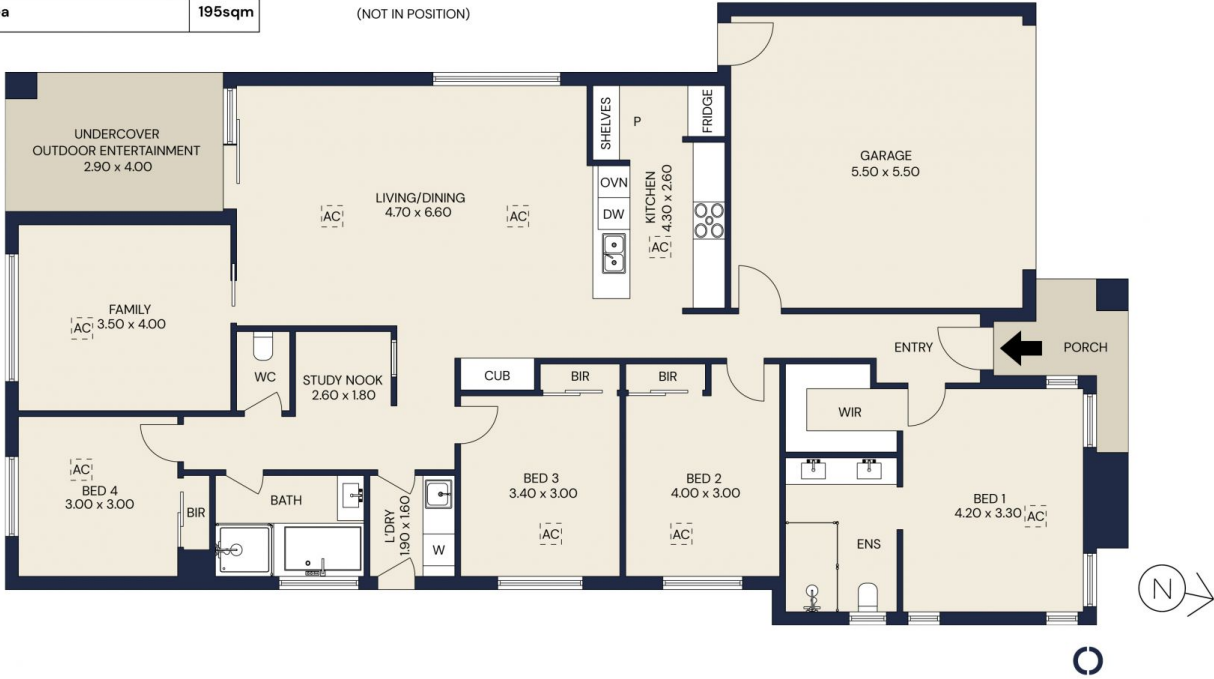 195sqm
(NOT IN POSITION)
UNDERCOVER
OUTDOOR ENTERTAINMENT
2.90 x 4.00
SHELVES
P
FRIDGE
GARAGE
5.50 x 5.50
LIVING/DINING
4.70 x 6.60
AC
AC
OVN
DW
KITCHEN
4.30 x 2.60
AC
FAMILY
3.50 x 4.00
AC
WC
STUDY NOOK
2.60 x 1.80
CUB
BIR
BIR
ENTRY
PORCH
WIR
AC
BED 4
3.00 x 3.00
BIR
BATH
L'DRY
1.90 x 1.60
W
BED 3
3.40 x 3.00
AC
BED 2
4.00 x 3.00
AC
ENS
BED 1
4.20 x 3.30
AC
N